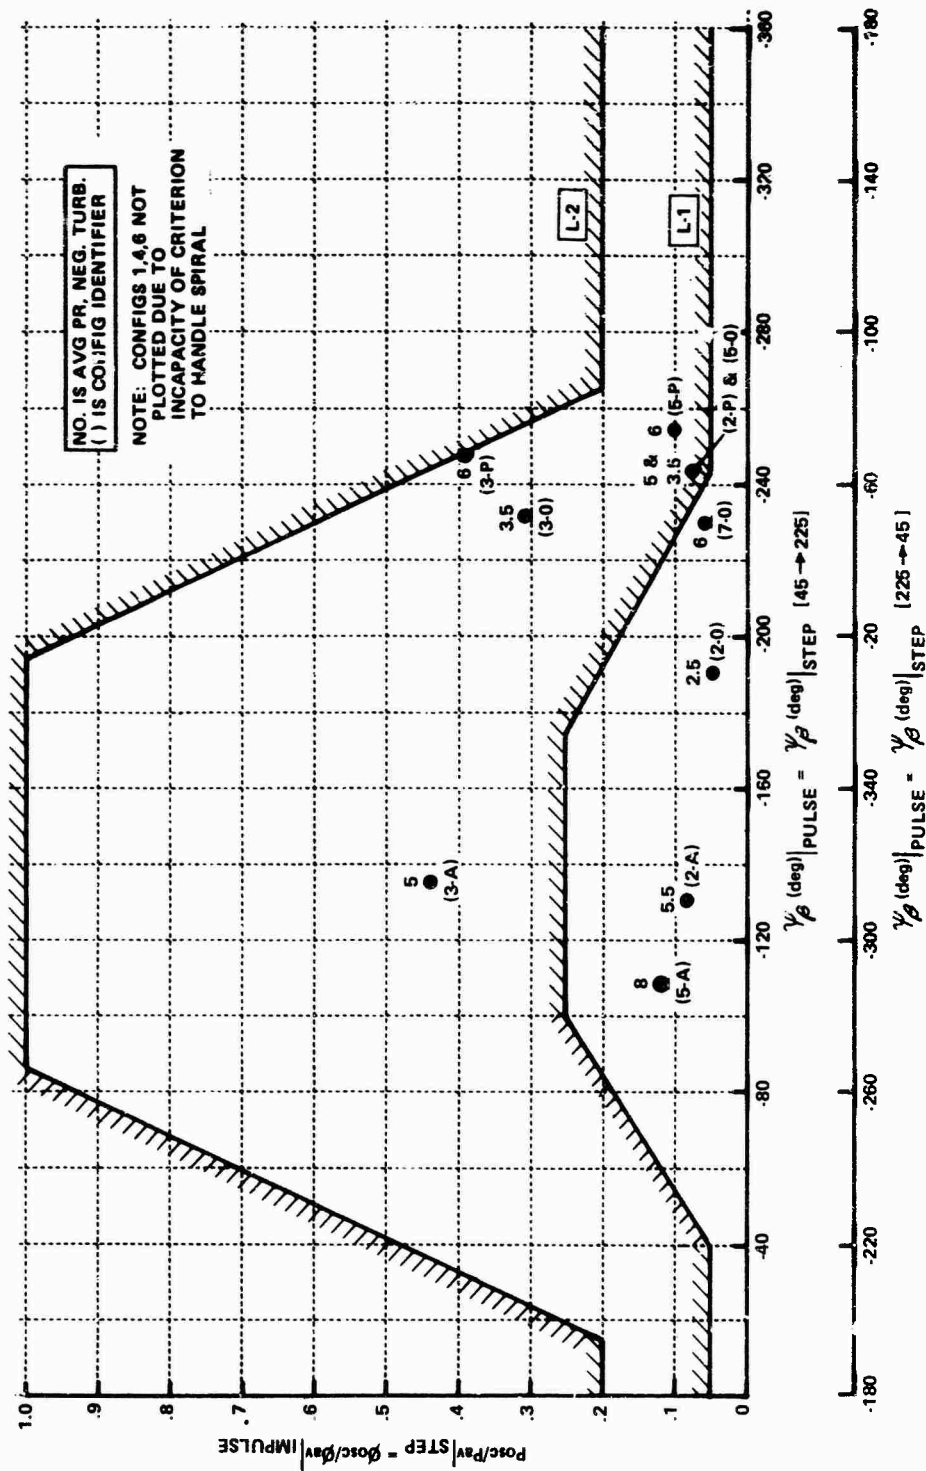 NO. IS AVG PR, NEG. TURB.
( ) IS CONFIG IDENTIFIER
NOTE: CONFIGS 1,4,6 NOT
PLOTTED DUE TO
INCAPACITY OF CRITERION
TO HANDLE SPIRAL
L-2
L-1
1.0
.9
.8
.7
.6
.5
.4
.3
.2
.1
0
Posc/Pav|STEP = øosc/øav|IMPULSE
5
(3-A)
6
(3-P)
3.5
(3-0)
8
(5-A)
5.5
(2-A)
2.5
(2-0)
6
(7-0)
5 &
3.5
6
(5-P)
(2-P) & (5-0)
-40
-80
-120
-160
-200
-240
-280
-320
-360
ψβ (deg)|PULSE = ψβ (deg)|STEP [45→225]
-180
-220
-260
-300
-340
-20
-60
-100
-140
-180
ψβ (deg)|PULSE = ψβ (deg)|STEP [225→45]